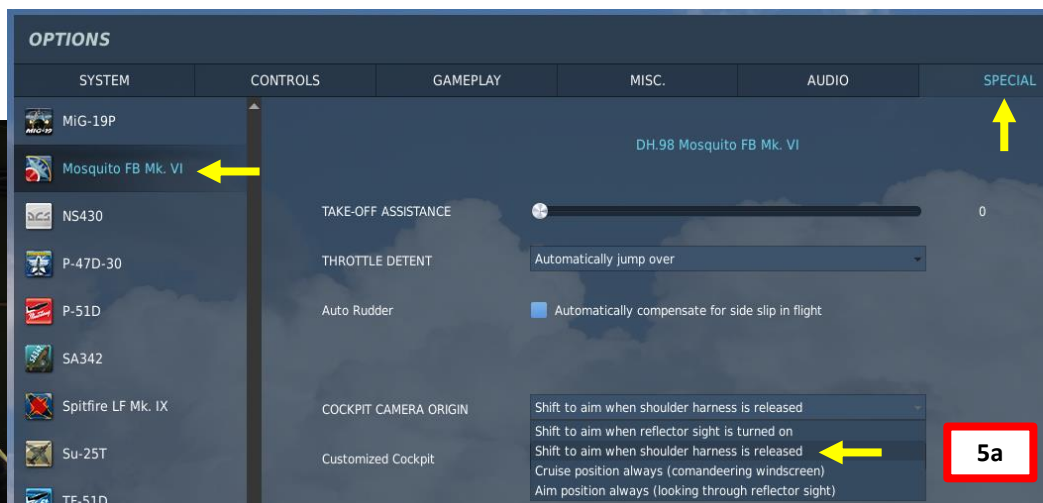 OPTIONS
SYSTEM CONTROLS GAMEPLAY MISC. AUDIO SPECIAL
MiG-19P
DH.98 Mosquito FB Mk. VI
Mosquito FB Mk. VI
NS430
TAKE-OFF ASSISTANCE 0
P-47D-30
THROTTLE DETENT Automatically jump over
P-51D
Auto Rudder Automatically compensate for side slip in flight
SA342
Spitfire LF Mk. IX
COCKPIT CAMERA ORIGIN Shift to aim when shoulder harness is released
Shift to aim when reflector sight is turned on
Shift to aim when shoulder harness is released
Su-25T
Customized Cockpit
Cruise position always (comandeering windscreen)
Aim position always (looking through reflector sight)
TF-51D
5a